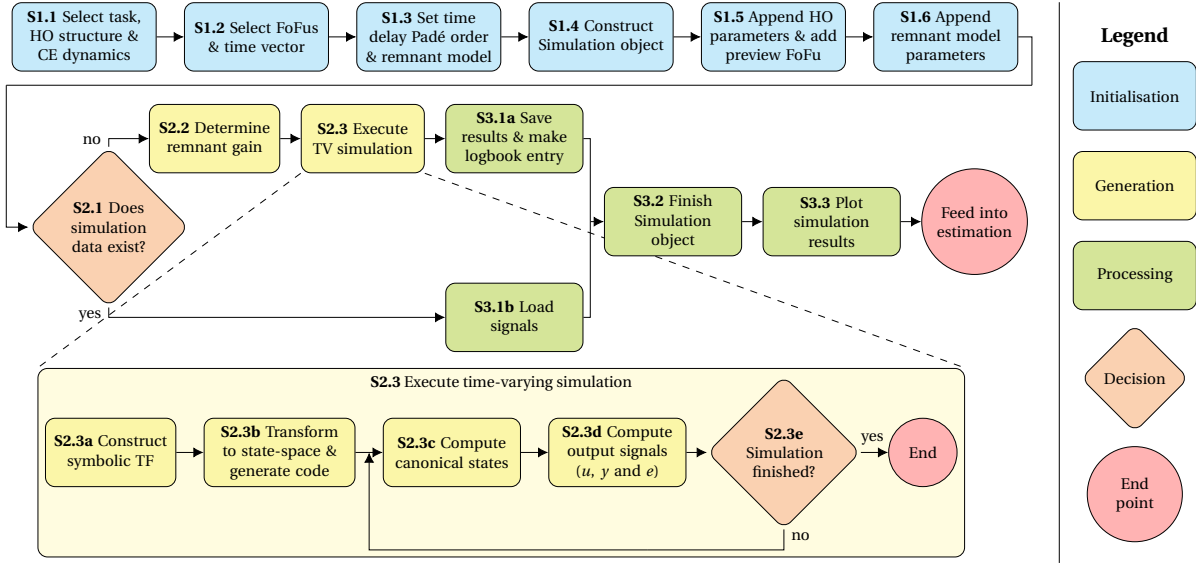 S1.1 Select task,
HO structure &
CE dynamics
S1.2 Select FoFus
& time vector
S1.3 Set time
delay Padé order
& remnant model
S1.4 Construct
Simulation object
S1.5 Append HO
parameters & add
preview FoFu
S1.6 Append
remnant model
parameters
Legend
Initialisation
Generation
Processing
Decision
End
point
S2.1 Does
simulation
data exist?
no
yes
S2.2 Determine
remnant gain
S2.3 Execute
TV simulation
S3.1a Save
results & make
logbook entry
S3.1b Load
signals
S3.2 Finish
Simulation
object
S3.3 Plot
simulation
results
Feed into
estimation
S2.3 Execute time-varying simulation
S2.3a Construct
symbolic TF
S2.3b Transform
to state-space &
generate code
S2.3c Compute
canonical states
S2.3d Compute
output signals
(u, y and e)
S2.3e
Simulation
finished?
yes
no
End